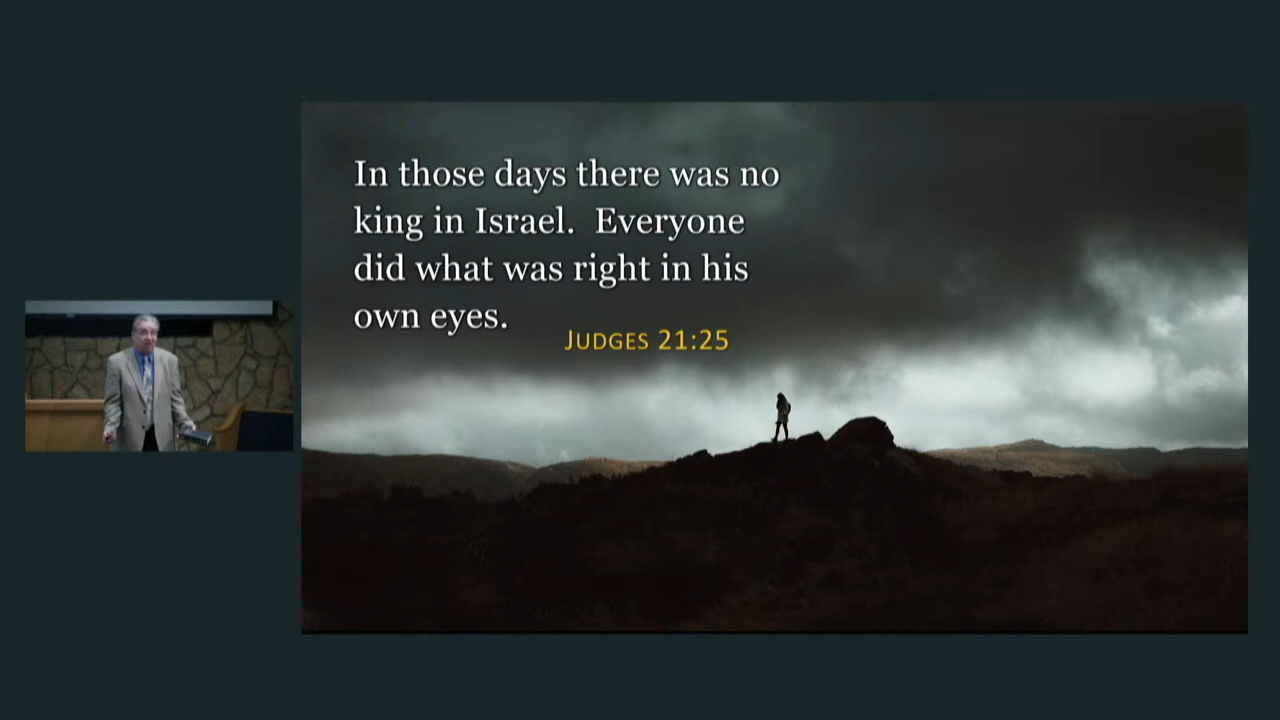 In those days there was no
king in Israel.  Everyone
did what was right in his
own eyes.
JUDGES 21:25